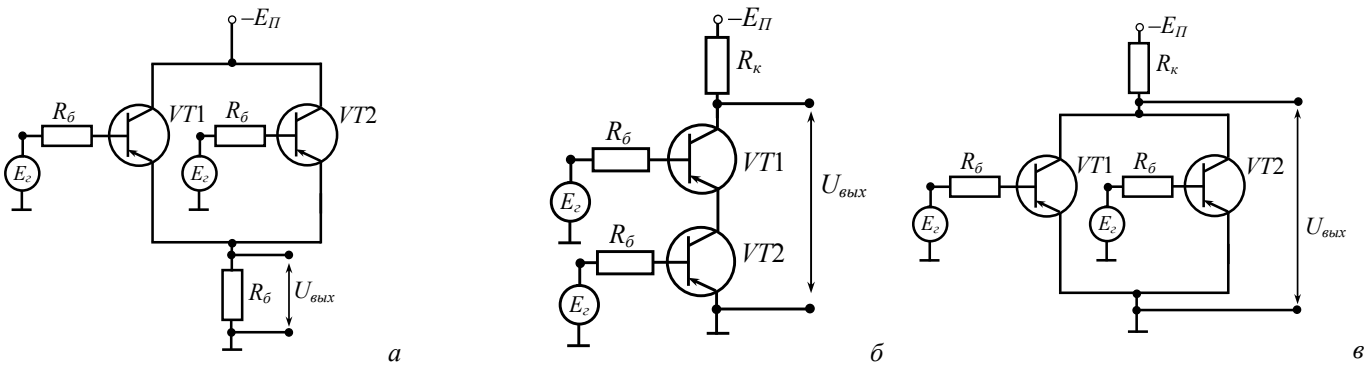 –E_П
R_б
VT1
R_б
VT2
E_г
E_г
R_б
U_вых
а
–E_П
R_к
R_б
VT1
E_г
U_вых
R_б
VT2
E_г
б
–E_П
R_к
R_б
VT1
R_б
VT2
E_г
E_г
U_вых
в